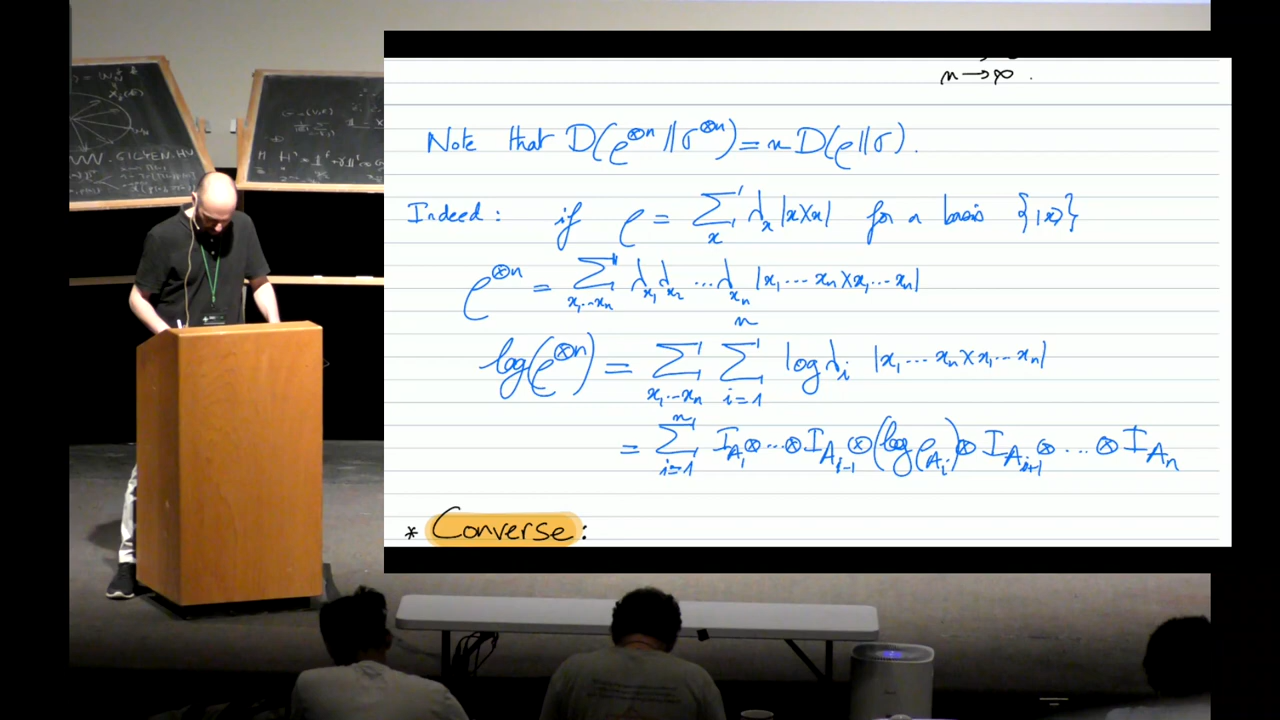 n → ∞ .
Note that D(ρ^{⊗n} ∥ σ^{⊗n}) = n D(ρ∥σ).
Indeed : if ρ = ∑_x λ_x |x⟩⟨x| for a basis {|x⟩}
ρ^{⊗n} = ∑_{x_1...x_n} λ_{x_1} λ_{x_2} ... λ_{x_n} |x_1 ... x_n⟩⟨x_1 ... x_n|
log(ρ^{⊗n}) = ∑_{x_1...x_n} ∑_{i=1}^{n} log λ_i |x_1 ... x_n⟩⟨x_1 ... x_n|
= ∑_{i=1}^{n} I_{A_1} ⊗ ... ⊗ I_{A_{i-1}} ⊗ (log ρ_{A_i}) ⊗ I_{A_{i+1}} ⊗ ... ⊗ I_{A_n}
* Converse :